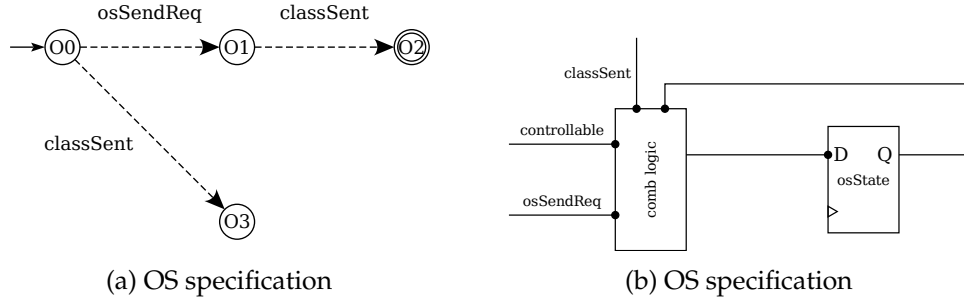 osSendReq
classSent
O0
O1
O2
classSent
O3
(a) OS specification
classSent
controllable
osSendReq
comb logic
D Q
osState
(b) OS specification